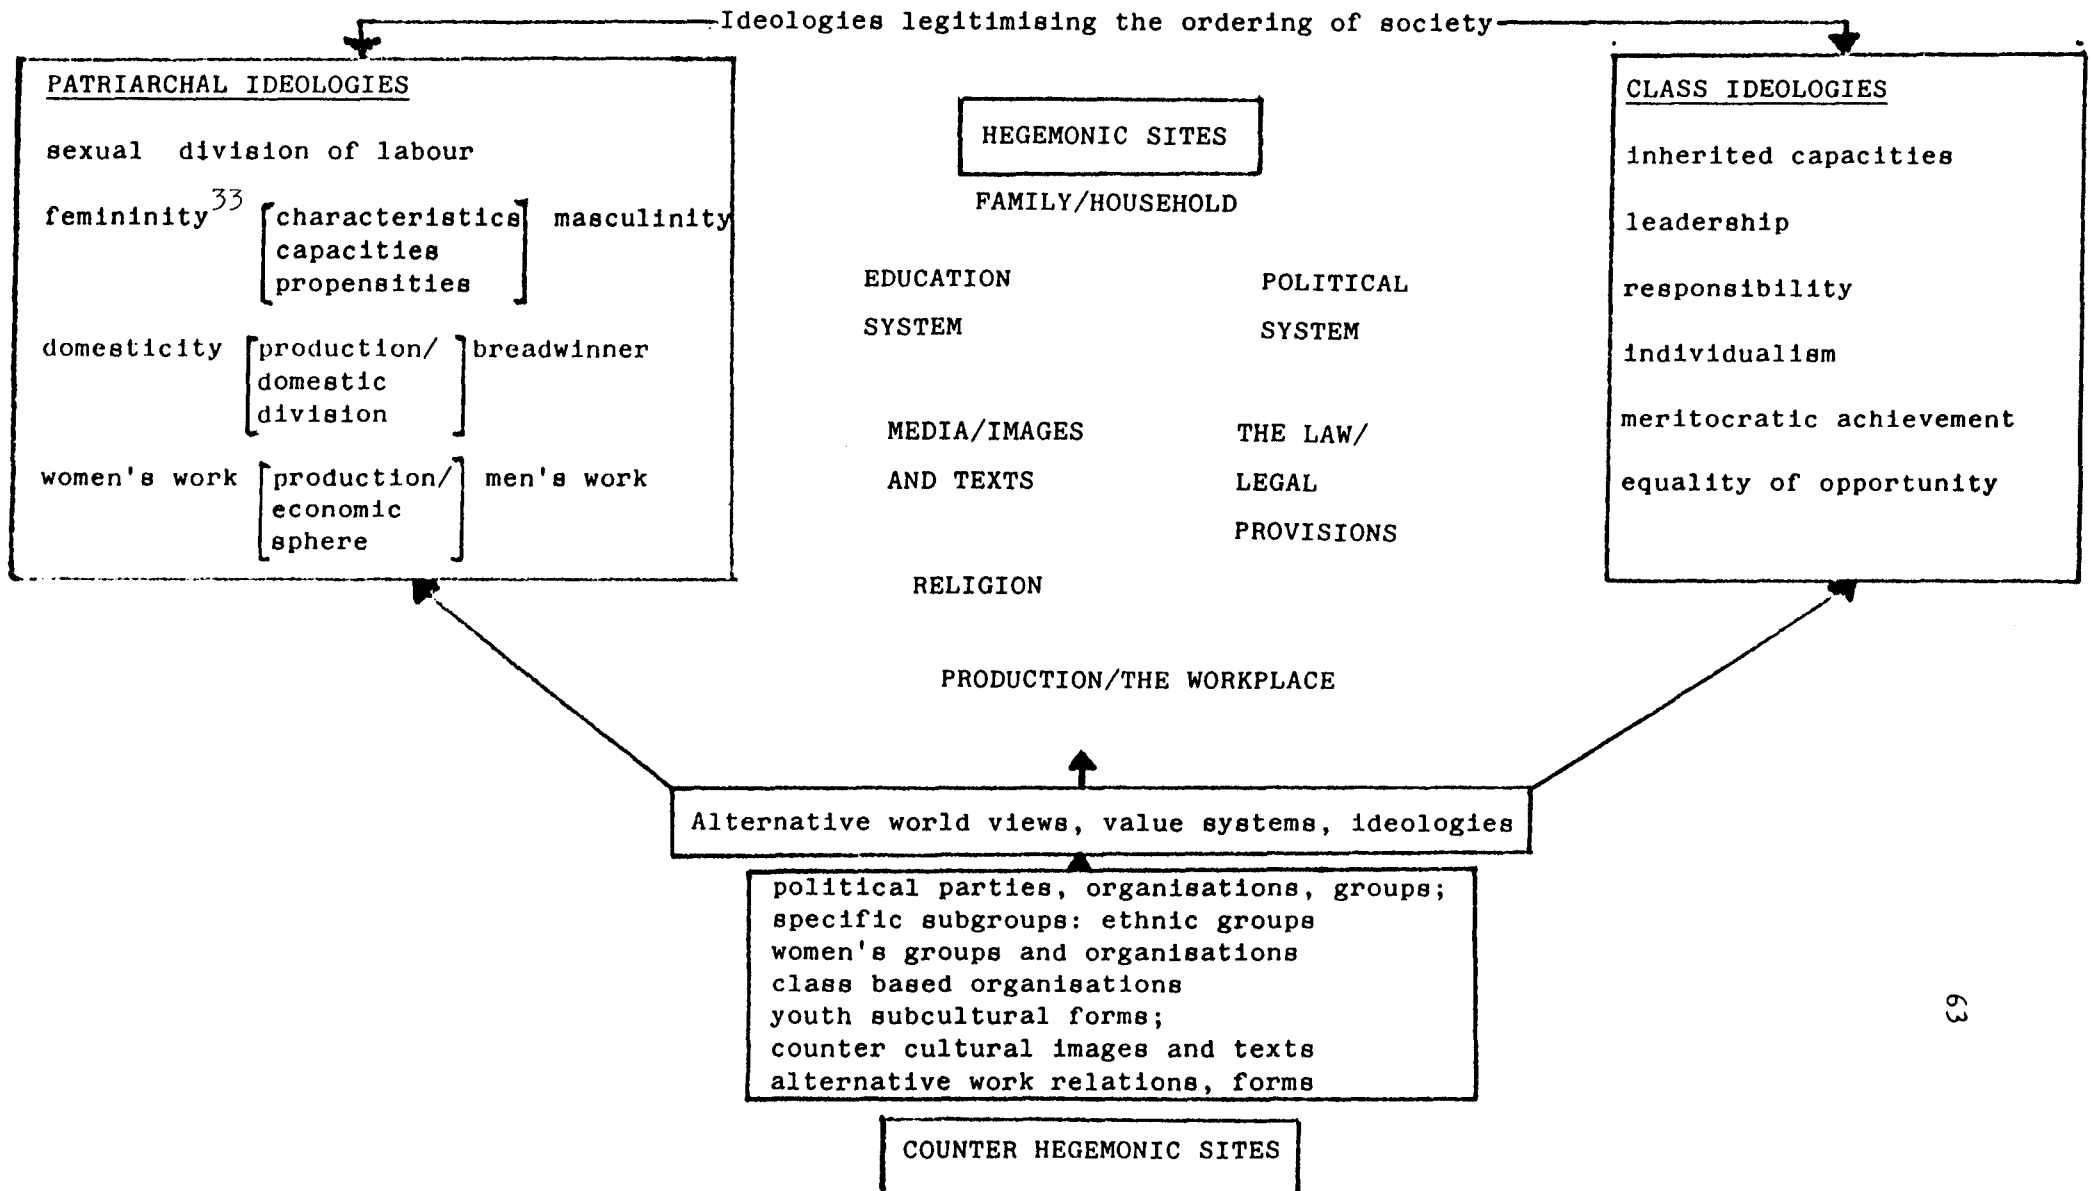 Ideologies legitimising the ordering of society
PATRIARCHAL IDEOLOGIES
sexual division of labour
femininity33 [characteristics] masculinity
capacities
propensities
domesticity [production/ ] breadwinner
domestic
division
women's work [production/ ] men's work
economic
sphere
HEGEMONIC SITES
FAMILY/HOUSEHOLD
EDUCATION
SYSTEM
POLITICAL
SYSTEM
MEDIA/IMAGES
AND TEXTS
THE LAW/
LEGAL
PROVISIONS
RELIGION
PRODUCTION/THE WORKPLACE
CLASS IDEOLOGIES
inherited capacities
leadership
responsibility
individualism
meritocratic achievement
equality of opportunity
Alternative world views, value systems, ideologies
political parties, organisations, groups;
specific subgroups: ethnic groups
women's groups and organisations
class based organisations
youth subcultural forms;
counter cultural images and texts
alternative work relations, forms
COUNTER HEGEMONIC SITES
63